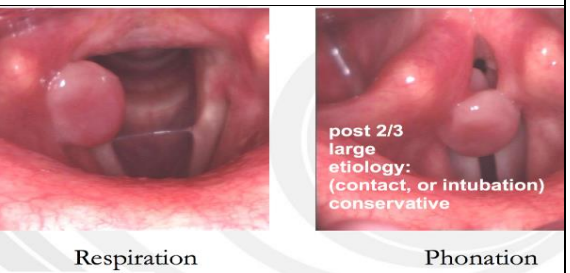 post 2/3
large
etiology:
(contact, or intubation)
conservative
Respiration
Phonation